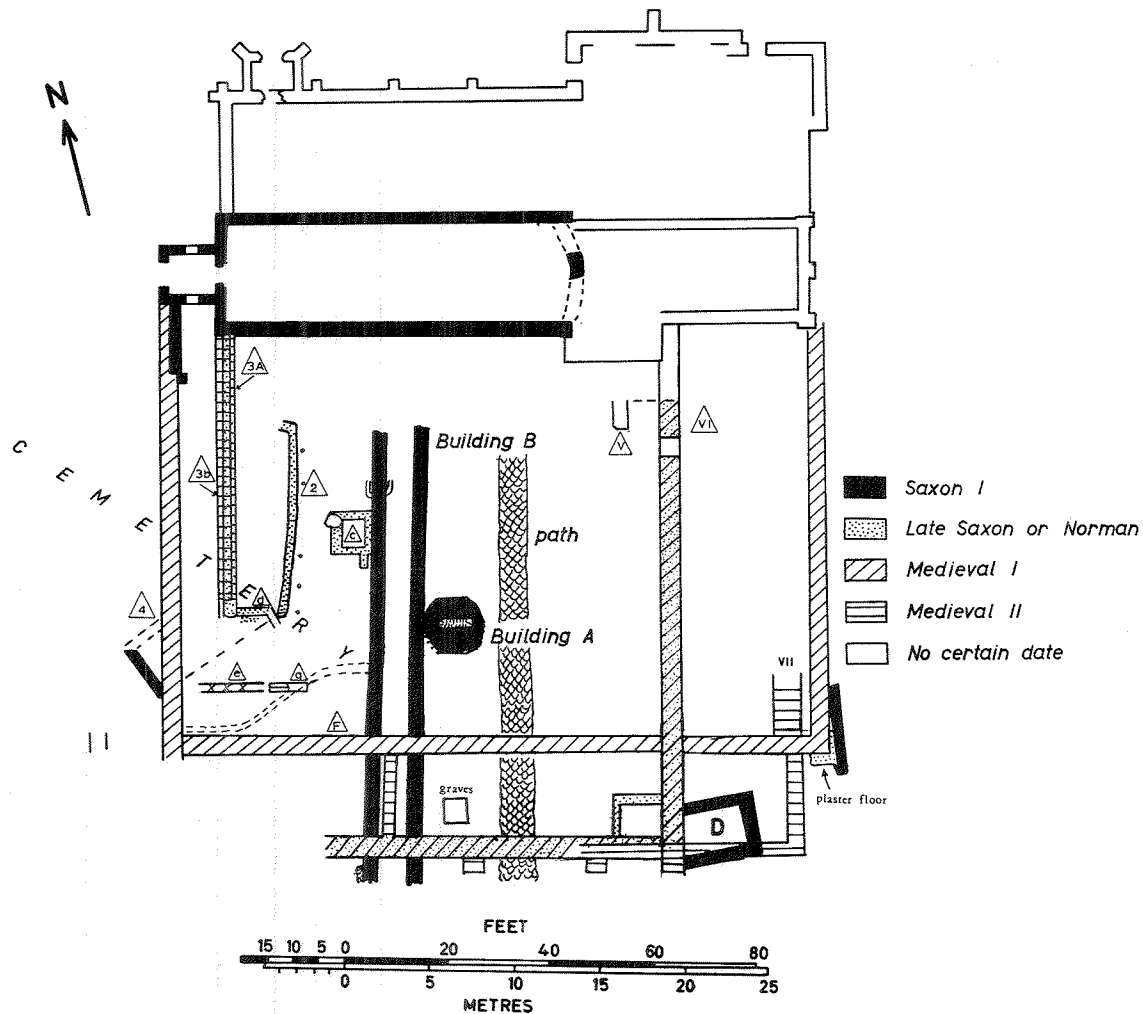 N
3A
Building B
V
VI
CEMETERY
3b
2
c
path
Saxon I
Late Saxon or Norman
Medieval I
Medieval II
No certain date
4
Building A
e
a
VII
F
graves
plaster floor
D
FEET
15 10 5 0 20 40 60 80
0 5 10 15 20 25
METRES